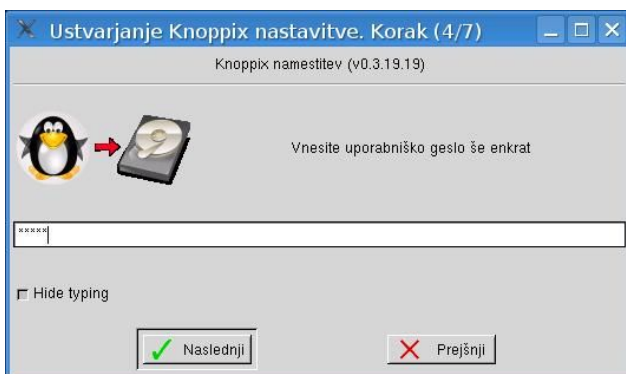 Ustvarjanje Knoppix nastavitve. Korak (4/7)
Knoppix namestitev (v0.3.19.19)
Vnesite uporabniško geslo še enkrat
*****
Hide typing
Naslednji
Prejšnji